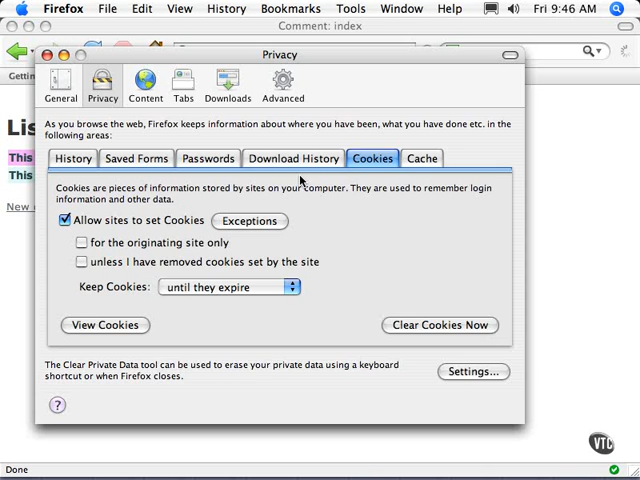 Firefox File Edit View History Bookmarks Tools Window Help Fri 9:46 AM
Comment: index
Getti
Lis
This
This
New
Privacy
General Privacy Content Tabs Downloads Advanced
As you browse the web, Firefox keeps information about where you have been, what you have done etc. in the
following areas:
History Saved Forms Passwords Download History Cookies Cache
Cookies are pieces of information stored by sites on your computer. They are used to remember login
information and other data.
Allow sites to set Cookies Exceptions
for the originating site only
unless I have removed cookies set by the site
Keep Cookies: until they expire
View Cookies Clear Cookies Now
The Clear Private Data tool can be used to erase your private data using a keyboard
shortcut or when Firefox closes.
Settings...
?
VTC
Done